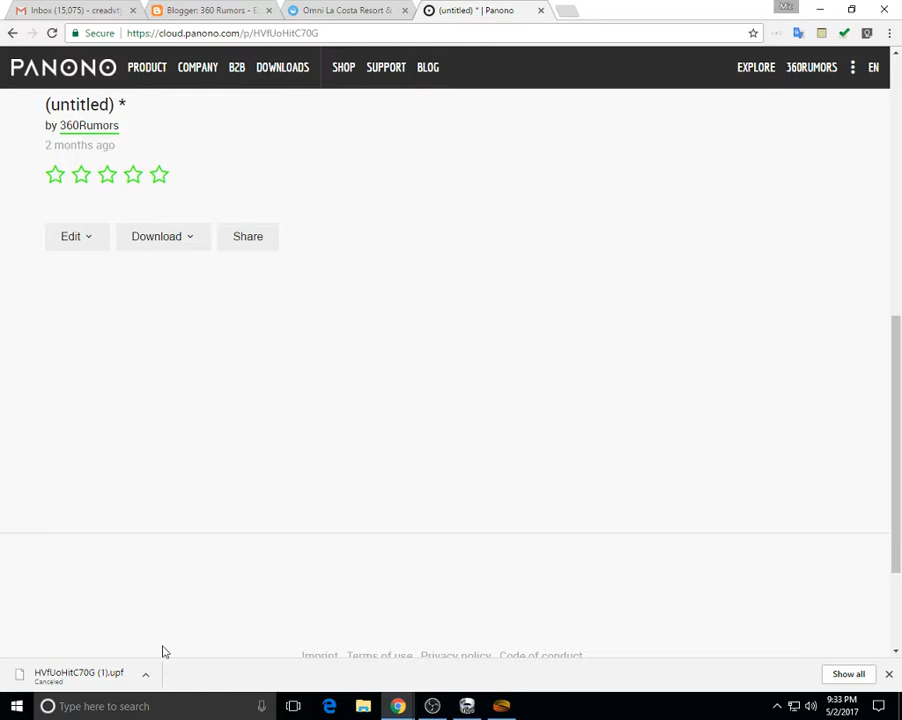 Inbox (15,075) - creadvty
Blogger: 360 Rumors - E
Omni La Costa Resort &
(untitled) * | Panono
Mic
Secure
https://cloud.panono.com/p/HVfUoHitC70G
PANONO
PRODUCT
COMPANY
B2B
DOWNLOADS
SHOP
SUPPORT
BLOG
EXPLORE
360RUMORS
EN
(untitled) *
by 360Rumors
2 months ago
Edit
Download
Share
Imprint Terms of use Privacy policy Code of conduct
HVfUoHitC70G (1).upf
Canceled
Show all
Type here to search
9:33 PM
5/2/2017